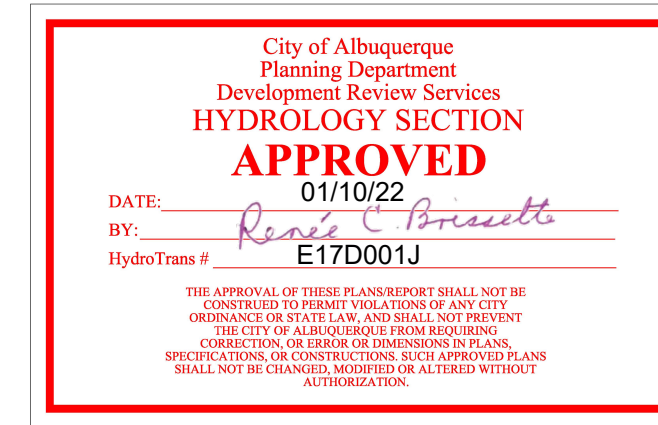 City of Albuquerque
Planning Department
Development Review Services
HYDROLOGY SECTION
APPROVED
DATE: 01/10/22
BY: Renée C. Brissette
HydroTrans # E17D001J
THE APPROVAL OF THESE PLANS/REPORT SHALL NOT BE
CONSTRUED TO PERMIT VIOLATIONS OF ANY CITY
ORDINANCE OR STATE LAW, AND SHALL NOT PREVENT
THE CITY OF ALBUQUERQUE FROM REQUIRING
CORRECTION, OR ERROR OR DIMENSIONS IN PLANS,
SPECIFICATIONS, OR CONSTRUCTIONS. SUCH APPROVED PLANS
SHALL NOT BE CHANGED, MODIFIED OR ALTERED WITHOUT
AUTHORIZATION.